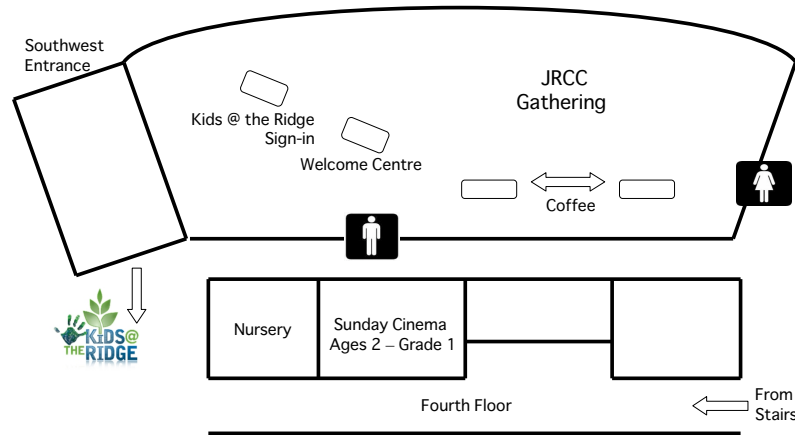 Southwest
Entrance
JRCC
Gathering
Kids @ the Ridge
Sign-in
Welcome Centre
Coffee
KiDS@
THE RIDGE
Nursery
Sunday Cinema
Ages 2 – Grade 1
Fourth Floor
From
Stairs